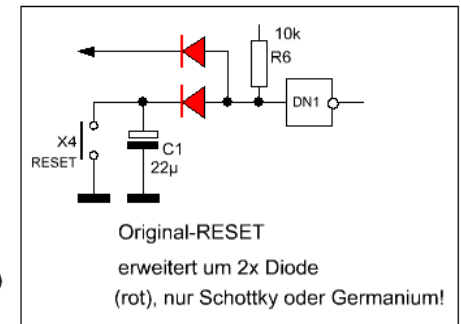 10k
R6
DN1
X4
RESET
C1
22µ
Original-RESET
erweitert um 2x Diode
(rot), nur Schottky oder Germanium!
)